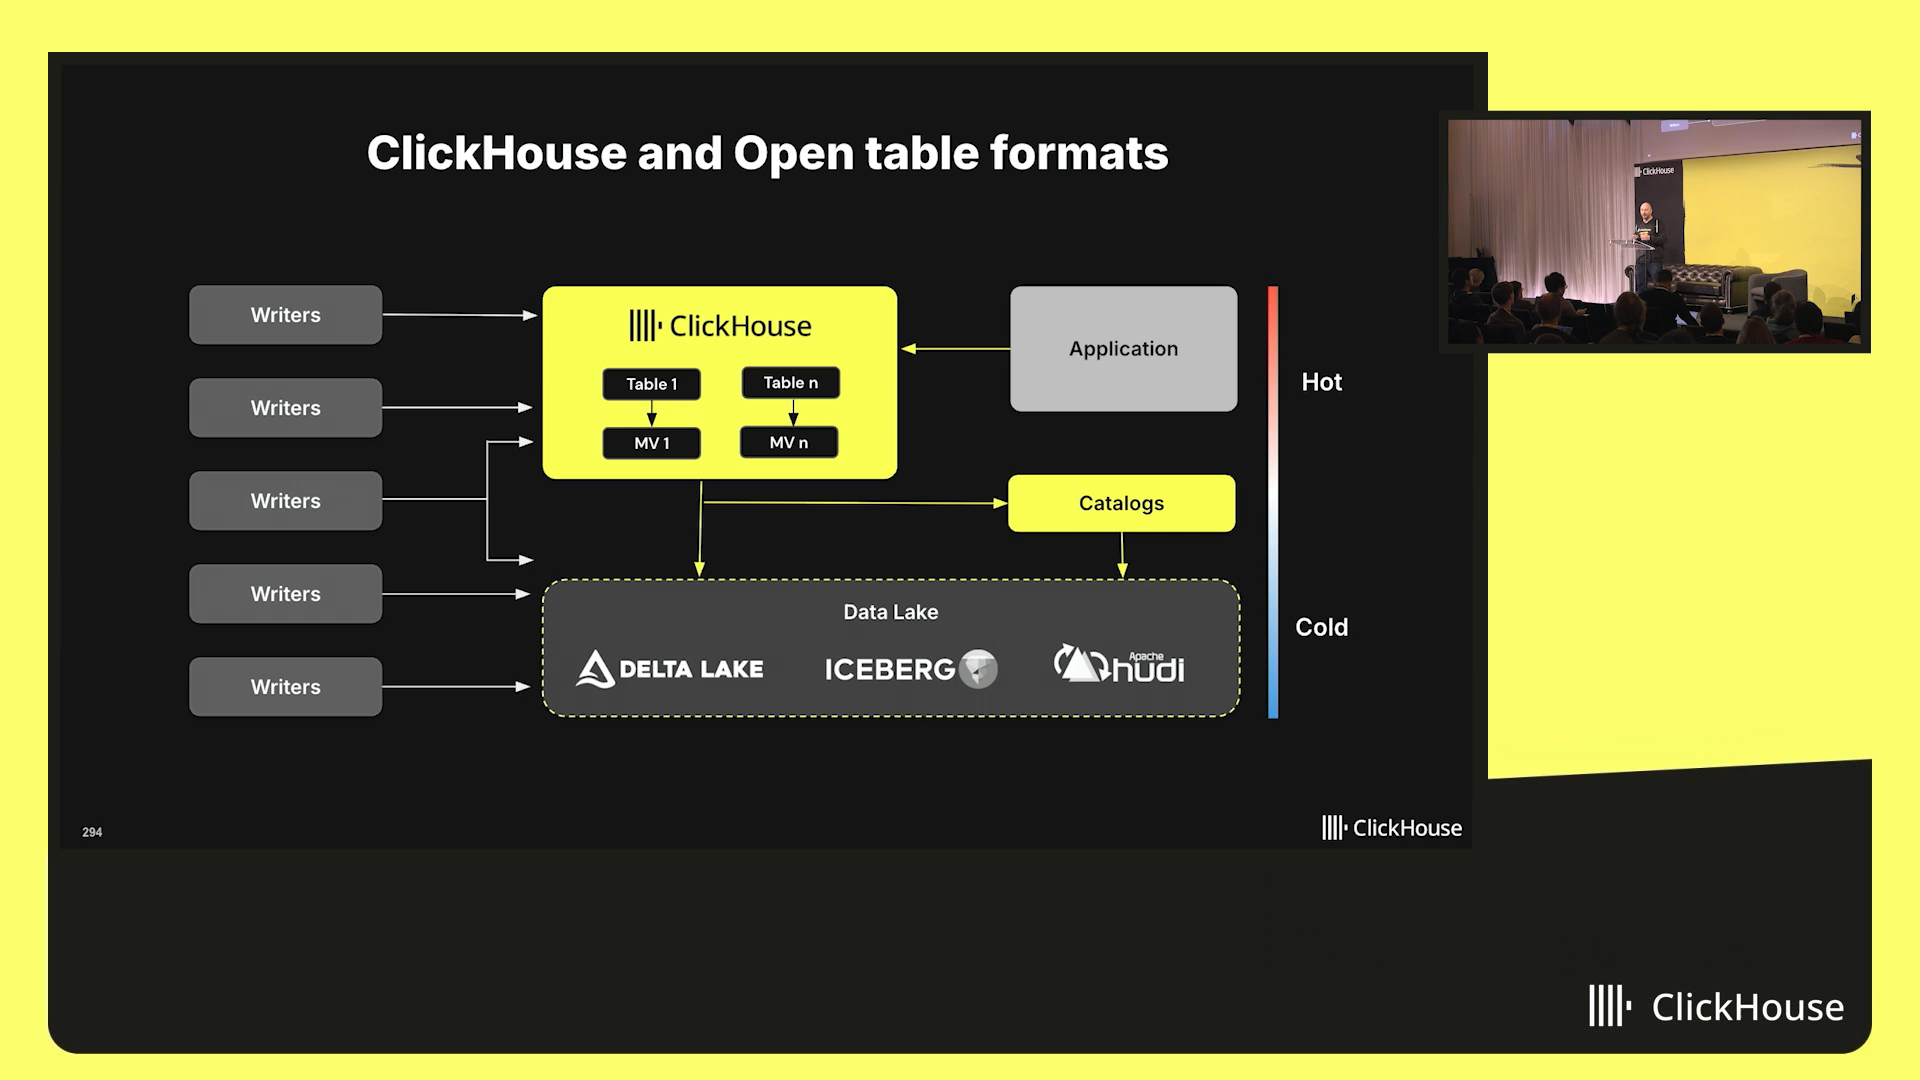 ClickHouse and Open table formats
Writers
Writers
Writers
Writers
Writers
ClickHouse
Table 1
Table n
MV 1
MV n
Application
Catalogs
Data Lake
DELTA LAKE
ICEBERG
Apache
hudi
Hot
Cold
294
ClickHouse
ClickHouse
ClickHouse